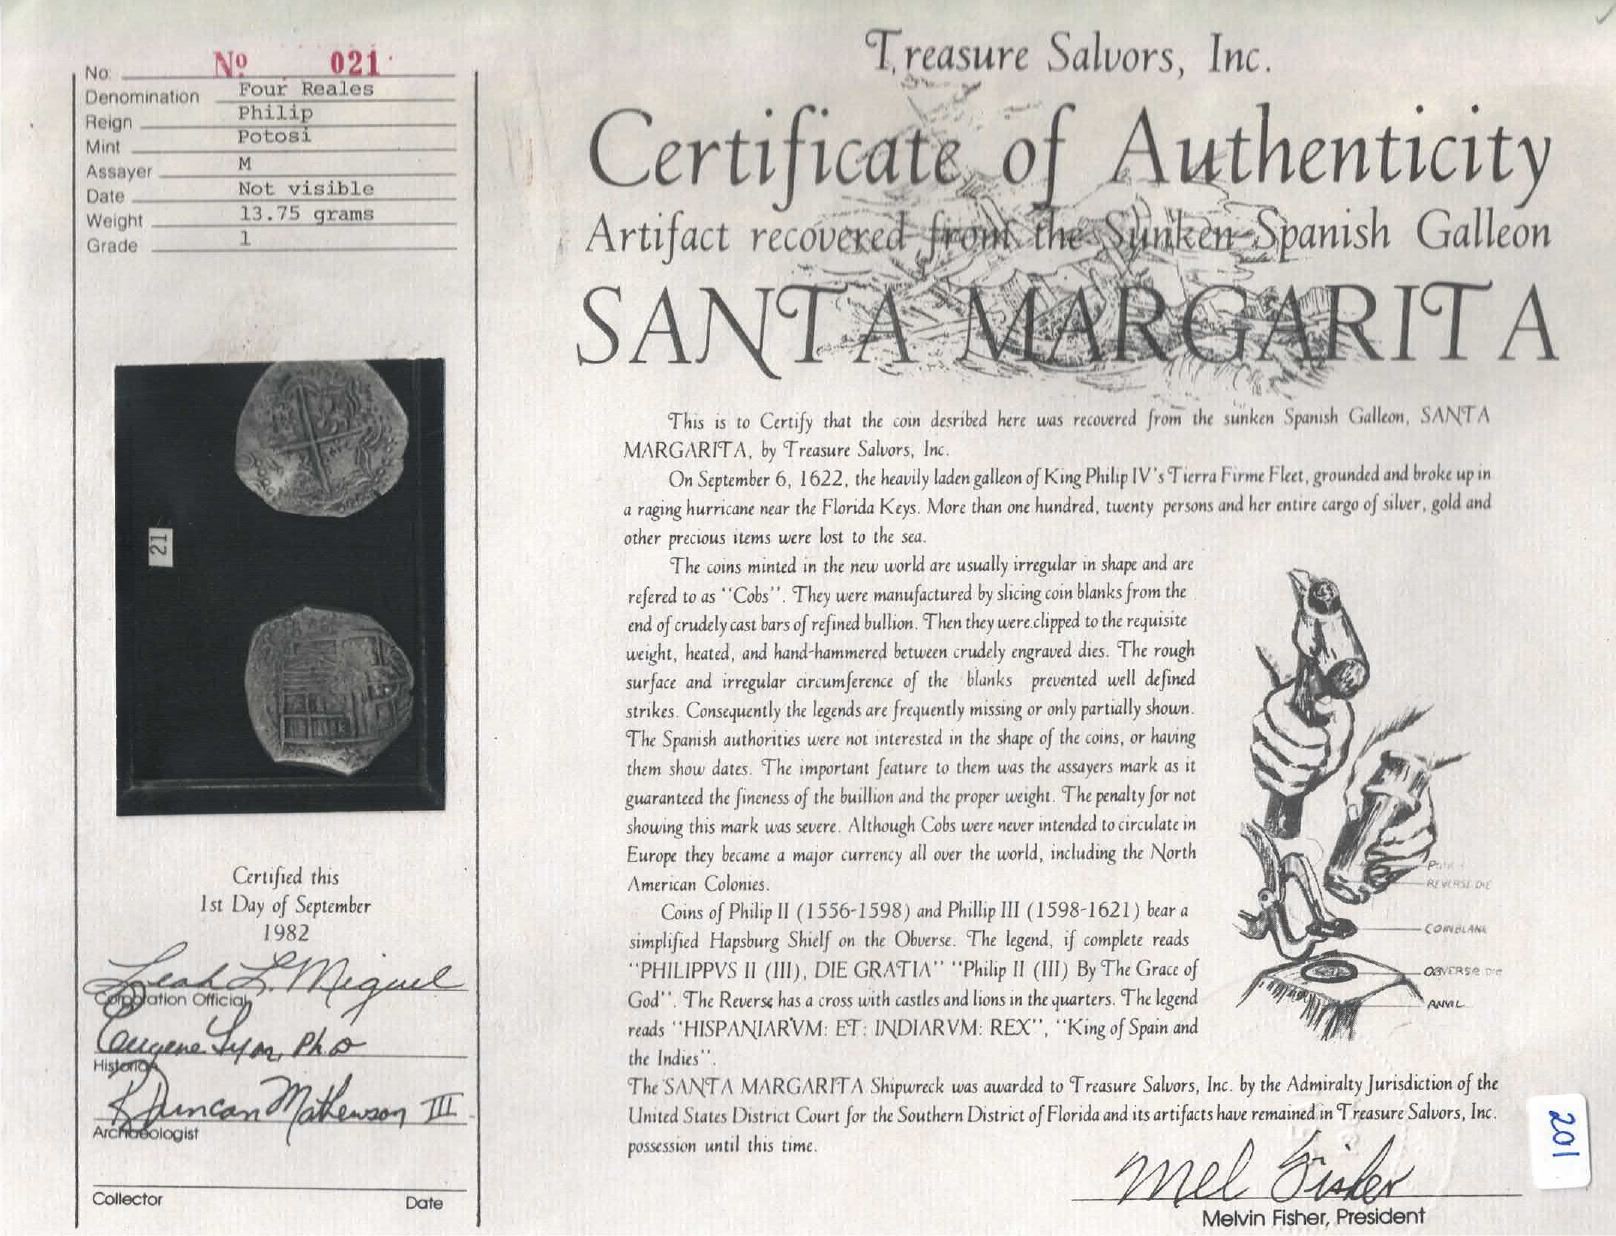 No: Nº 021
Denomination Four Reales
Reign Philip
Mint Potosi
Assayer M
Date Not visible
Weight 13.75 grams
Grade 1
21
Certified this
1st Day of September
1982
Leah L. Miguel
Corporation Official
Eugene Lyon, Ph D
Historian
R Duncan Mathewson III
Archaeologist
Collector Date
Treasure Salvors, Inc.
Certificate of Authenticity
Artifact recovered from the Sunken Spanish Galleon
SANTA MARGARITA
This is to Certify that the coin desribed here was recovered from the sunken Spanish Galleon, SANTA
MARGARITA, by Treasure Salvors, Inc.
On September 6, 1622, the heavily laden galleon of King Philip IV's Tierra Firme Fleet, grounded and broke up in
a raging hurricane near the Florida Keys. More than one hundred, twenty persons and her entire cargo of silver, gold and
other precious items were lost to the sea.
The coins minted in the new world are usually irregular in shape and are
refered to as "Cobs". They were manufactured by slicing coin blanks from the
end of crudely cast bars of refined bullion. Then they were clipped to the requisite
weight, heated, and hand-hammered between crudely engraved dies. The rough
surface and irregular circumference of the blanks prevented well defined
strikes. Consequently the legends are frequently missing or only partially shown.
The Spanish authorities were not interested in the shape of the coins, or having
them show dates. The important feature to them was the assayers mark as it
guaranteed the fineness of the buillion and the proper weight. The penalty for not
showing this mark was severe. Although Cobs were never intended to circulate in
Europe they became a major currency all over the world, including the North
American Colonies.
Coins of Philip II (1556-1598) and Phillip III (1598-1621) bear a
simplified Hapsburg Shielf on the Obverse. The legend, if complete reads
"PHILIPPVS II (III), DIE GRATIA" "Philip II (III) By The Grace of
God". The Reverse has a cross with castles and lions in the quarters. The legend
reads "HISPANIARVM: ET: INDIARVM: REX", "King of Spain and
the Indies".
REVERSE DIE
COIN BLANK
OBVERSE DIE
ANVIL
The SANTA MARGARITA Shipwreck was awarded to Treasure Salvors, Inc. by the Admiralty Jurisdiction of the
United States District Court for the Southern District of Florida and its artifacts have remained in Treasure Salvors, Inc.
possession until this time.
Mel Fisher
Melvin Fisher, President
201